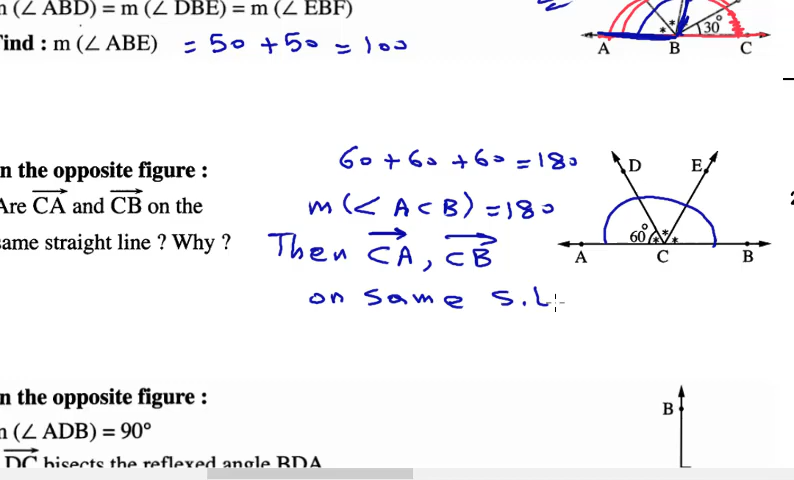 m (∠ ABD) = m (∠ DBE) = m (∠ EBF)
Find : m (∠ ABE) = 50 + 50 = 100
30°
A B C
n the opposite figure :
60 + 60 + 60 = 180
D E
Are CA and CB on the
m (< ACB) = 180
same straight line ? Why ?
Then CA, CB
60°
A C B
on same S.L
n the opposite figure :
B
m (∠ ADB) = 90°
DC bisects the reflexed angle BDA